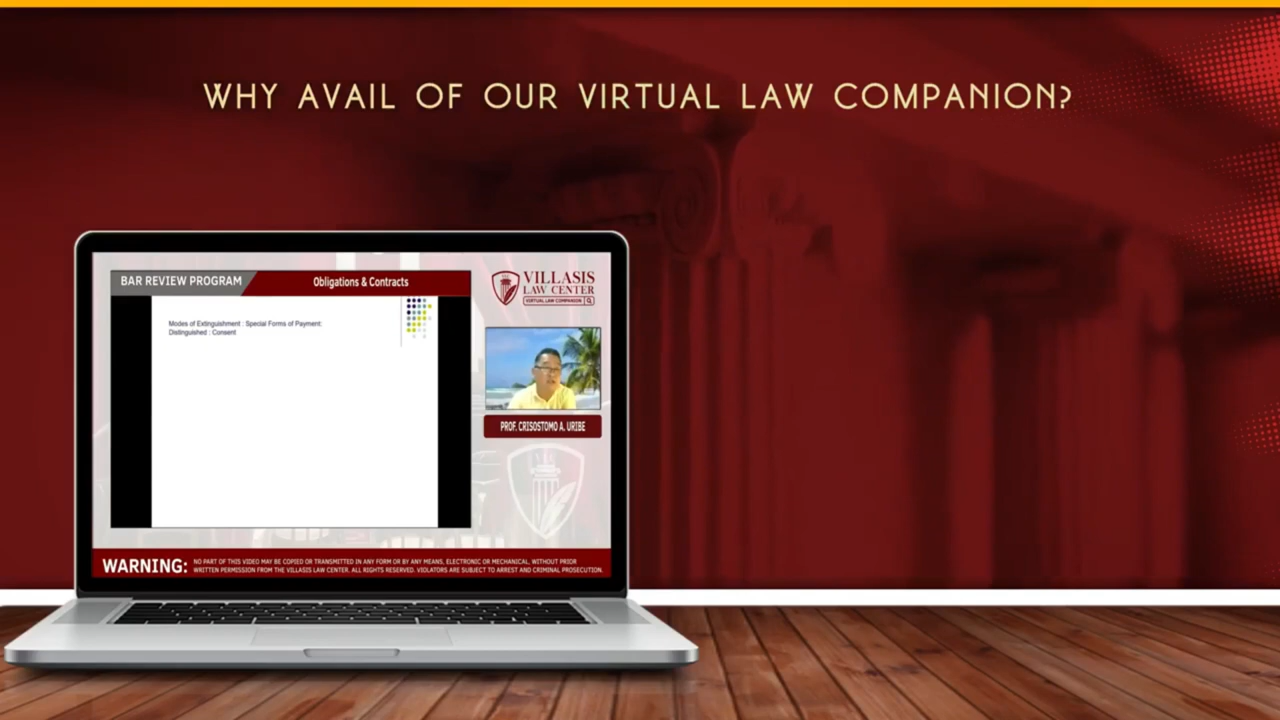 WHY AVAIL OF OUR VIRTUAL LAW COMPANION?
BAR REVIEW PROGRAM
Obligations & Contracts
VILLASIS
LAW CENTER
VIRTUAL LAW COMPANION
Modes of Extinguishment : Special Forms of Payment:
Distinguished : Consent
PROF. CRISOSTOMO A. URIBE
WARNING:
NO PART OF THIS VIDEO MAY BE COPIED OR TRANSMITTED IN ANY FORM OR BY ANY MEANS, ELECTRONIC OR MECHANICAL, WITHOUT PRIOR
WRITTEN PERMISSION FROM THE VILLASIS LAW CENTER. ALL RIGHTS RESERVED. VIOLATORS ARE SUBJECT TO ARREST AND CRIMINAL PROSECUTION.